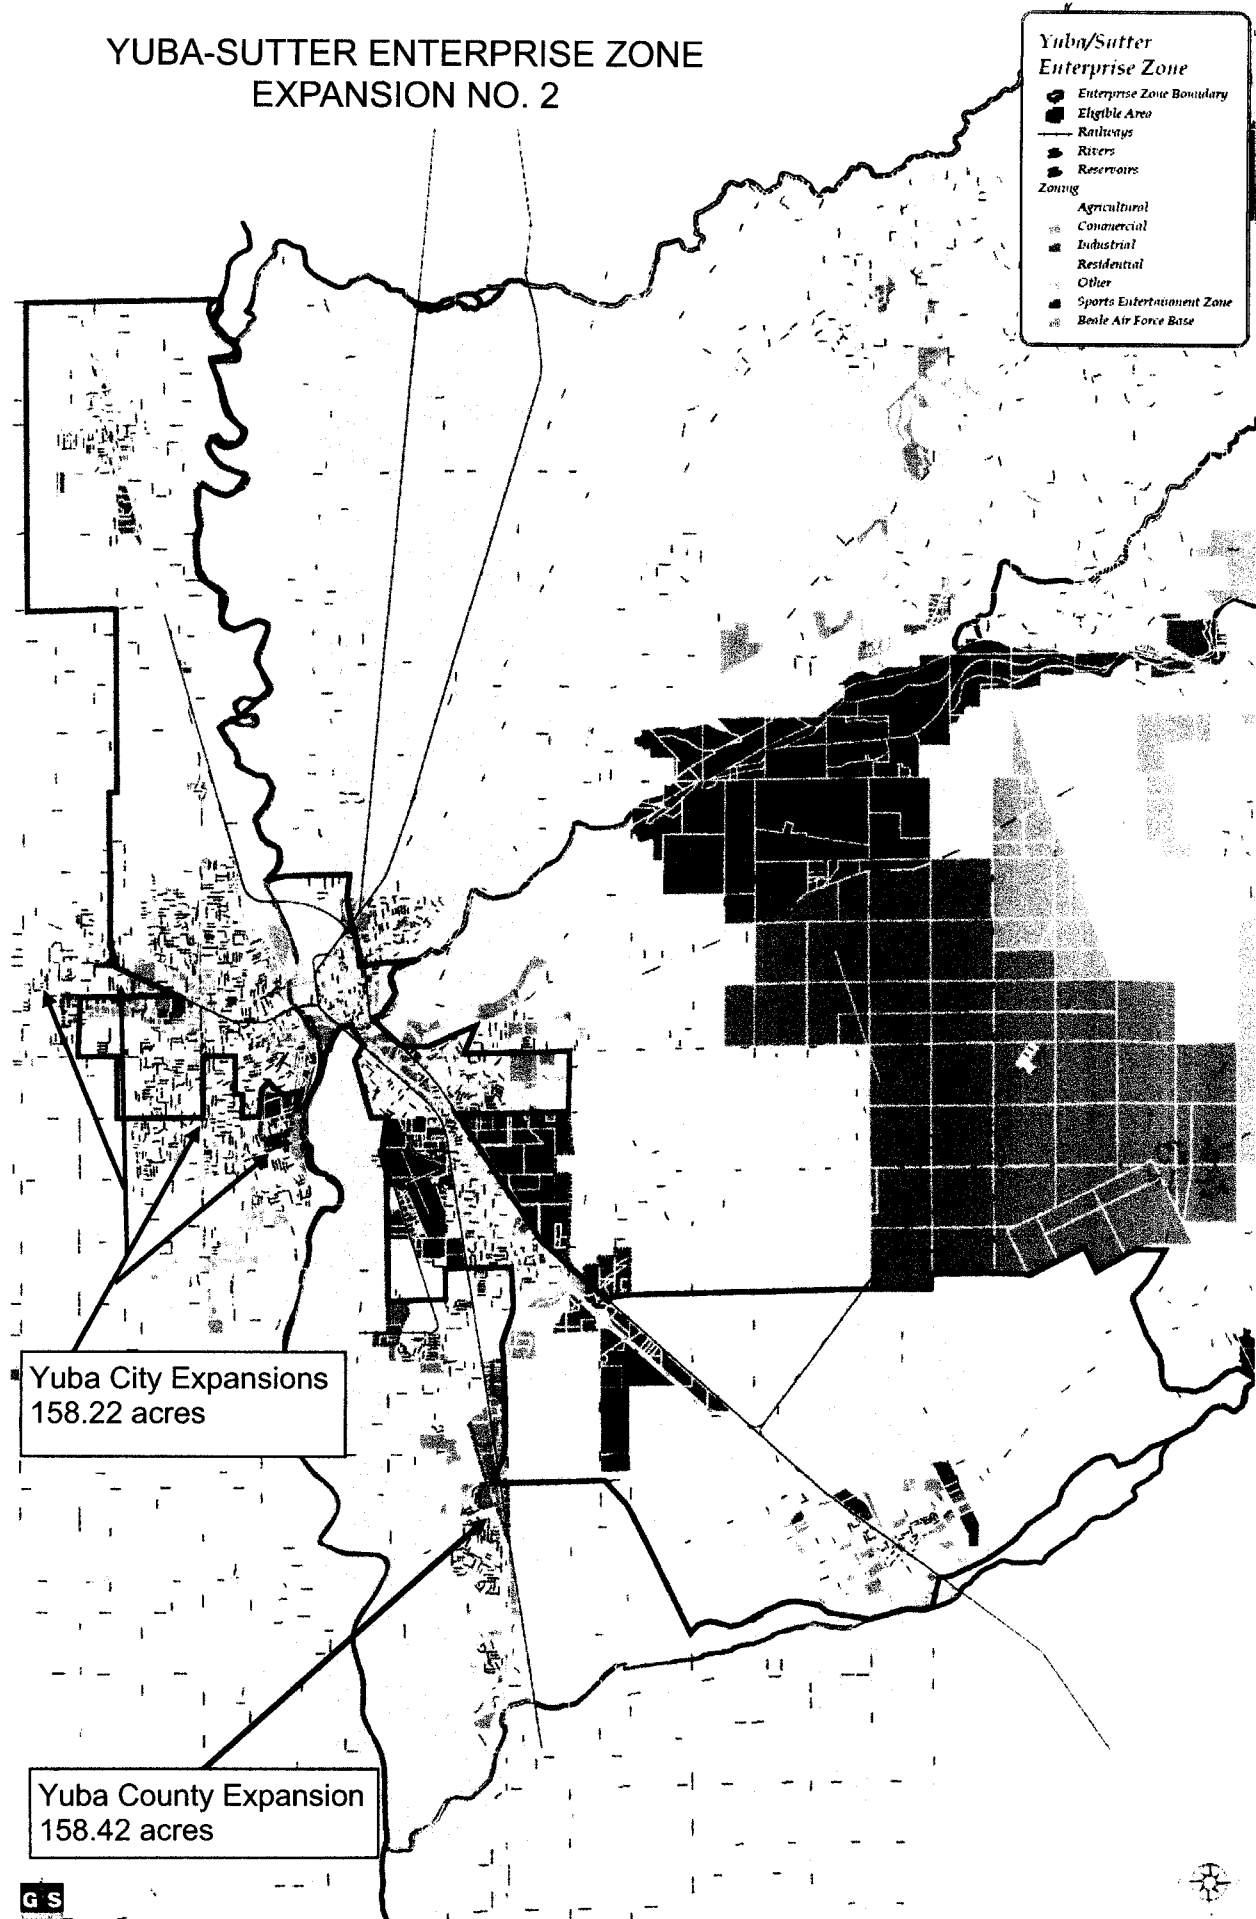 YUBA-SUTTER ENTERPRISE ZONE
EXPANSION NO. 2
Yuba/Sutter
Enterprise Zone
Enterprise Zone Boundary
Eligible Area
Railways
Rivers
Reservoirs
Zoning
Agricultural
Commercial
Industrial
Residential
Other
Sports Entertainment Zone
Beale Air Force Base
Yuba City Expansions
158.22 acres
Yuba County Expansion
158.42 acres
G S